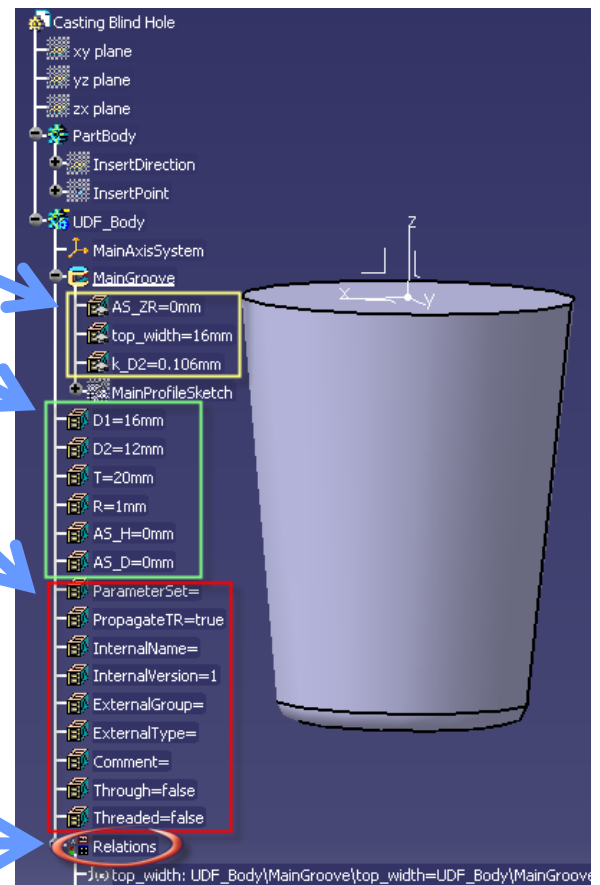 Casting Blind Hole
xy plane
yz plane
zx plane
PartBody
InsertDirection
InsertPoint
UDF_Body
MainAxisSystem
MainGroove
AS_ZR=0mm
top_width=16mm
k_D2=0.106mm
MainProfileSketch
D1=16mm
D2=12mm
T=20mm
R=1mm
AS_H=0mm
AS_D=0mm
ParameterSet=
PropagateTR=true
InternalName=
InternalVersion=1
ExternalGroup=
ExternalType=
Comment=
Through=false
Threaded=false
Relations
top_width: UDF_Body\MainGroove\top_width=UDF_Body\MainGroove
z
x
y